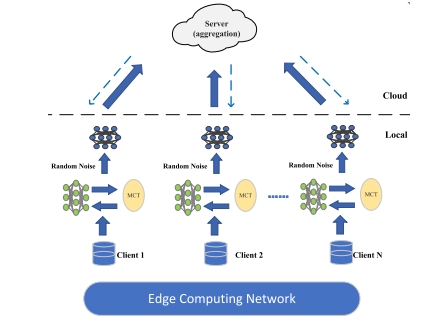 Server
(aggregation)
Cloud
Local
Random Noise
Random Noise
Random Noise
MCT
MCT
MCT
Client 1
Client 2
Client N
Edge Computing Network